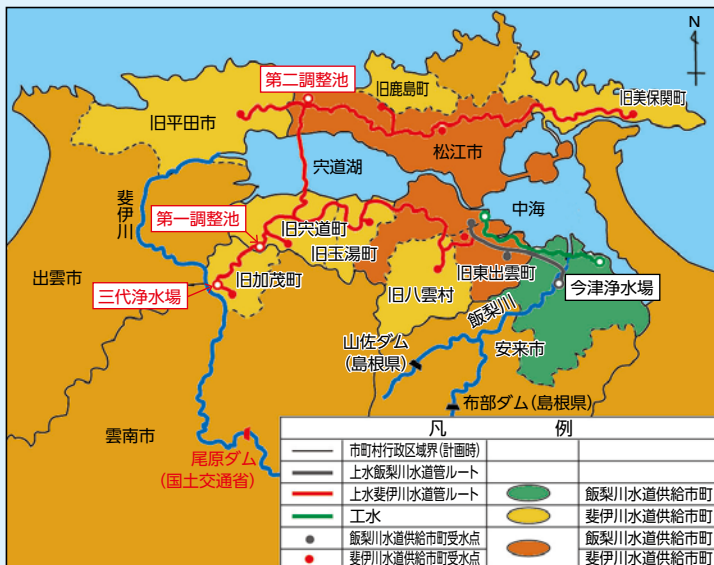 N
第二調整池
旧鹿島町
旧美保関町
旧平田市
松江市
宍道湖
斐伊川
中海
第一調整池
旧宍道町
旧玉湯町
旧東出雲町
出雲市
旧加茂町
三代浄水場
旧八雲村
今津浄水場
飯梨川
山佐ダム
(島根県)
安来市
布部ダム(島根県)
雲南市
尾原ダム
(国土交通省)
凡 例
市町村行政区域界(計画時)
上水飯梨川水道管ルート
上水斐伊川水道管ルート 飯梨川水道供給市町
工水 斐伊川水道供給市町
飯梨川水道供給市町受水点 飯梨川水道供給市町
斐伊川水道供給市町受水点 斐伊川水道供給市町